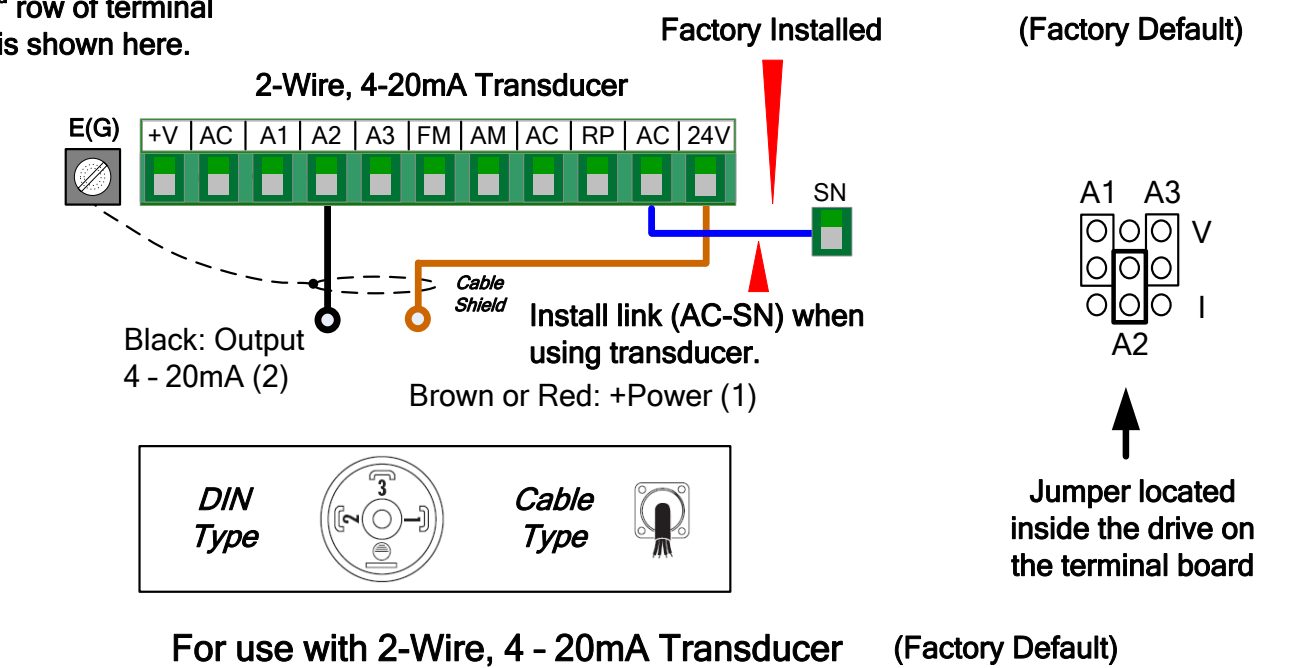 row of terminal
is shown here.
Factory Installed
(Factory Default)
2-Wire, 4-20mA Transducer
E(G)
+V AC A1 A2 A3 FM AM AC RP AC 24V
SN
A1 A3
V
I
A2
Cable
Shield
Install link (AC-SN) when
using transducer.
Black: Output
4 - 20mA (2)
Brown or Red: +Power (1)
DIN
Type
3
2 1
Cable
Type
Jumper located
inside the drive on
the terminal board
For use with 2-Wire, 4 - 20mA Transducer (Factory Default)